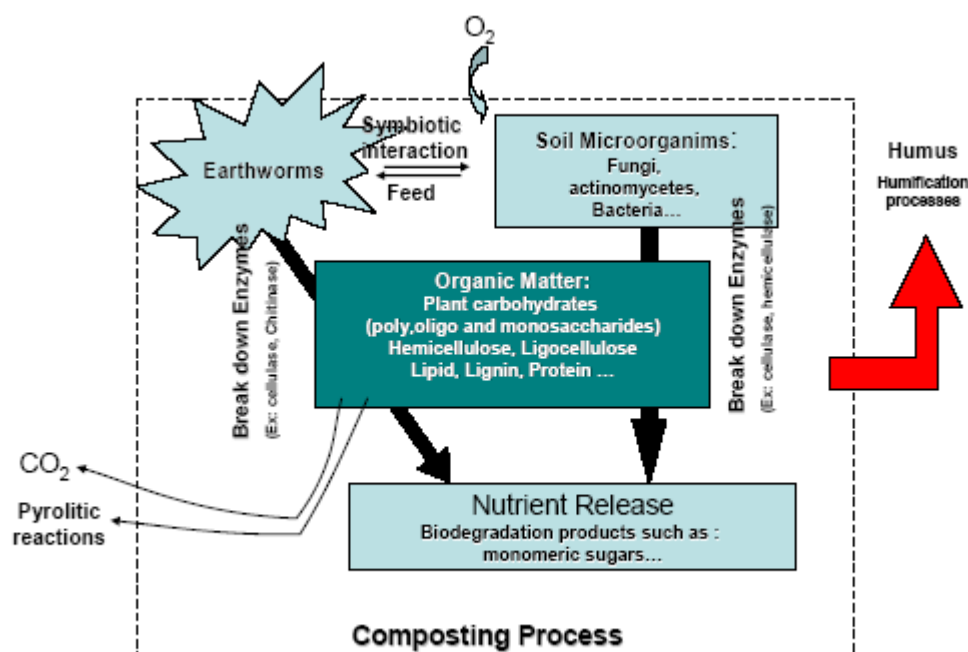 O2
Symbiotic
interaction
Feed
Earthworms
Soil Microorganims:
Fungi,
actinomycetes,
Bacteria...
Humus
Humification
processes
Break down Enzymes
(Ex: cellulase, Chitinase)
Organic Matter:
Plant carbohydrates
(poly,oligo and monosaccharides)
Hemicellulose, Ligocellulose
Lipid, Lignin, Protein ...
Break down Enzymes
(Ex: cellulase, hemicellulase)
CO2
Pyrolitic
reactions
Nutrient Release
Biodegradation products such as :
monomeric sugars...
Composting Process